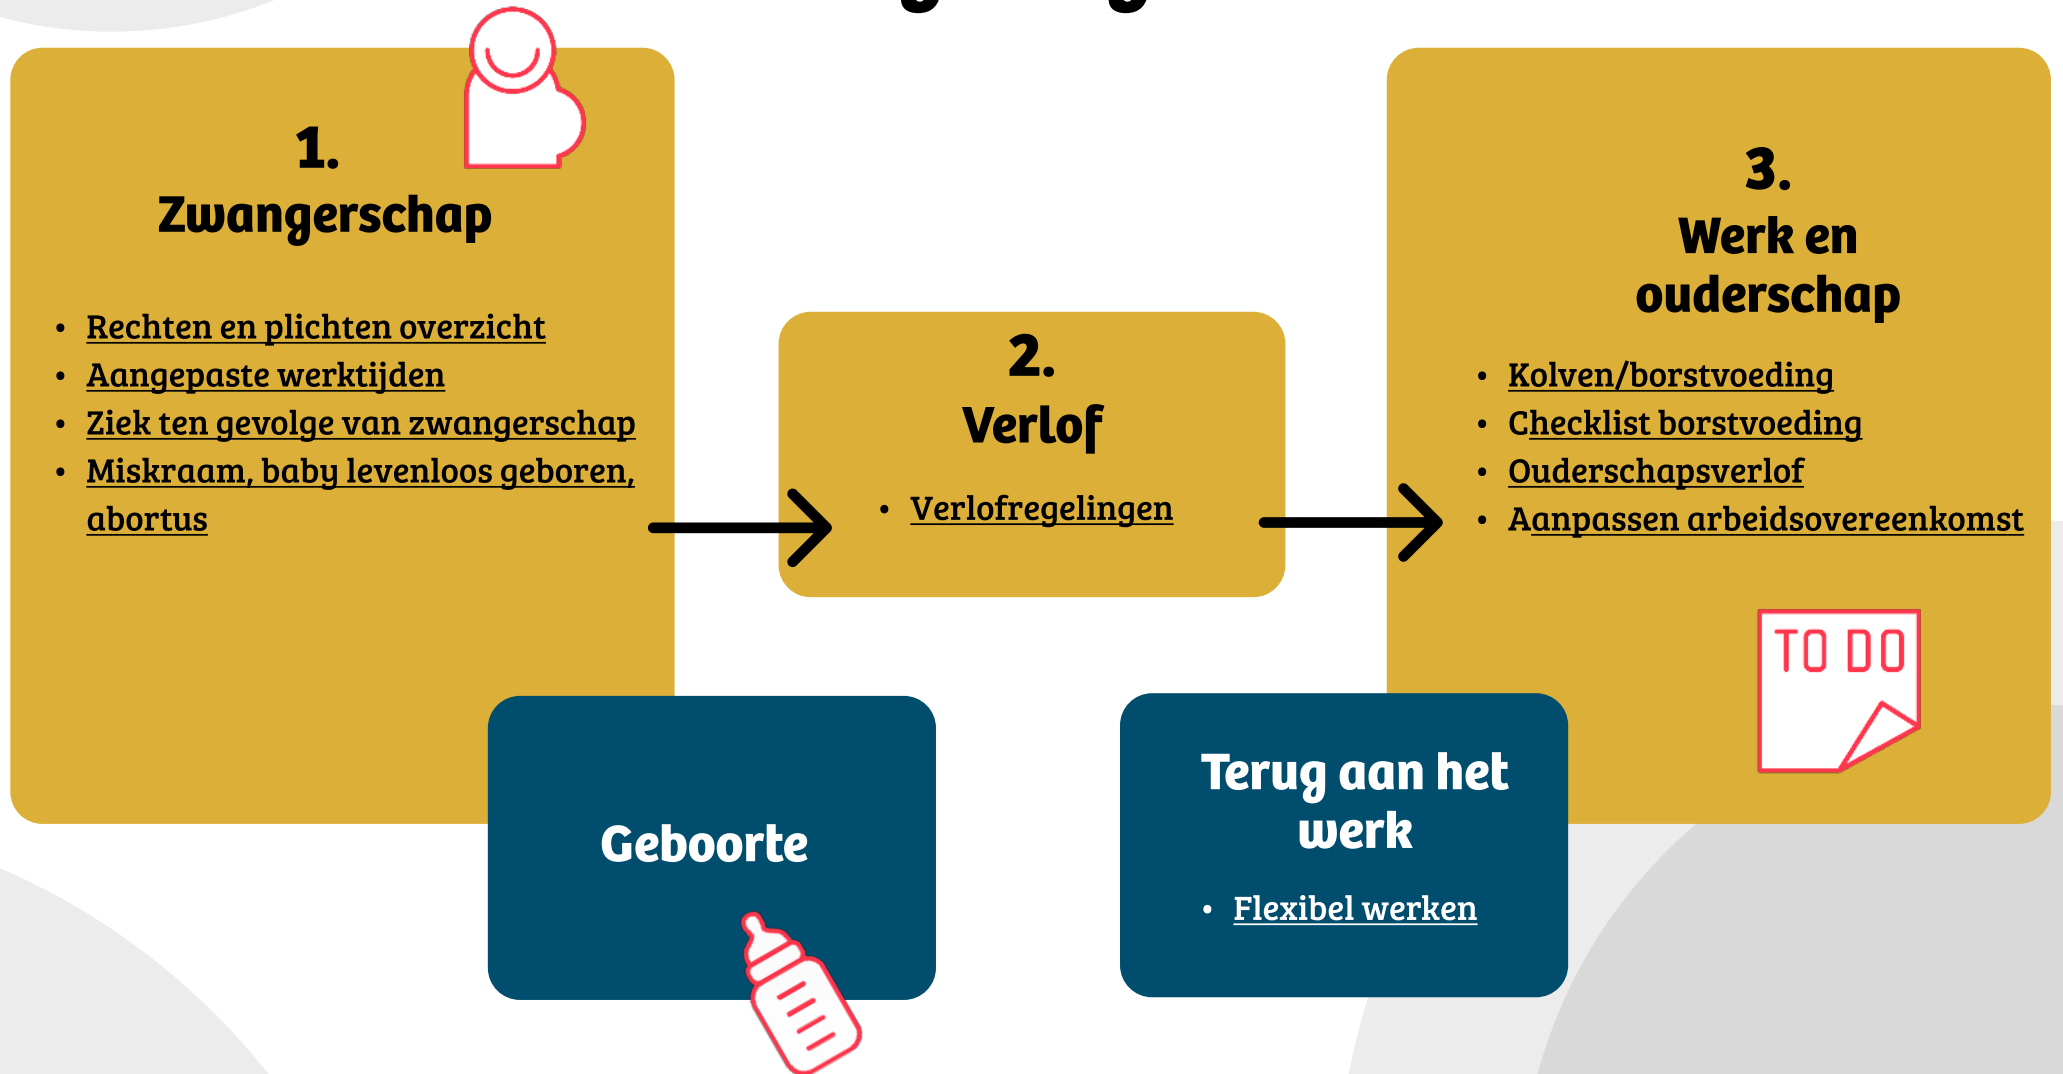 1.
Zwangerschap
• Rechten en plichten overzicht
• Aangepaste werktijden
• Ziek ten gevolge van zwangerschap
• Miskraam, baby levenloos geboren,
abortus
2.
Verlof
• Verlofregelingen
3.
Werk en
ouderschap
• Kolven/borstvoeding
• Checklist borstvoeding
• Ouderschapsverlof
• Aanpassen arbeidsovereenkomst
TO DO
Geboorte
Terug aan het
werk
• Flexibel werken